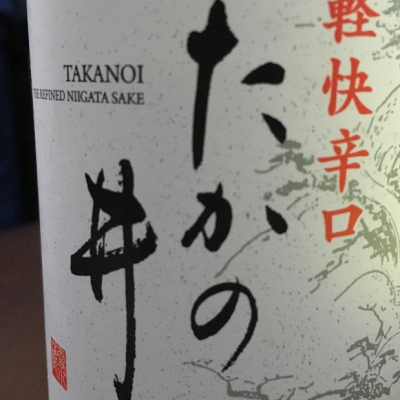 軽快辛口
たかの
井
TAKANOI
THE REFINED NIIGATA SAKE